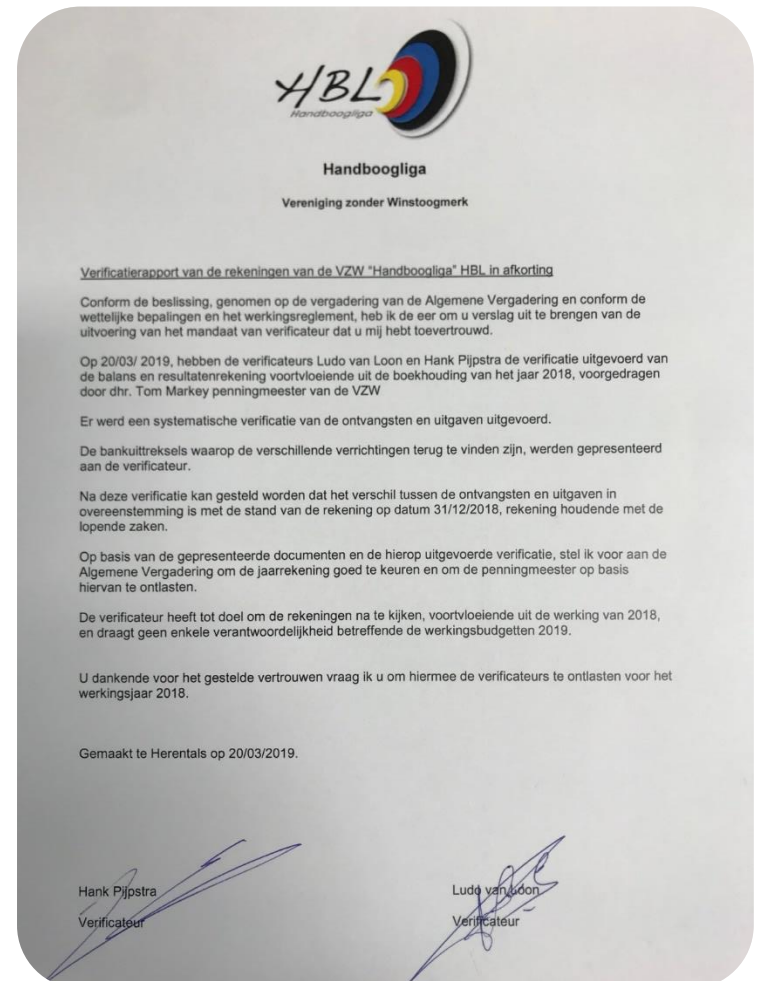 HBL
Handboogliga
Handboogliga
Vereniging zonder Winstoogmerk
Verificatierapport van de rekeningen van de VZW "Handboogliga" HBL in afkorting
Conform de beslissing, genomen op de vergadering van de Algemene Vergadering en conform de
wettelijke bepalingen en het werkingsreglement, heb ik de eer om u verslag uit te brengen van de
uitvoering van het mandaat van verificateur dat u mij hebt toevertrouwd.
Op 20/03/ 2019, hebben de verificateurs Ludo van Loon en Hank Pijpstra de verificatie uitgevoerd van
de balans en resultatenrekening voortvloeiende uit de boekhouding van het jaar 2018, voorgedragen
door dhr. Tom Markey penningmeester van de VZW
Er werd een systematische verificatie van de ontvangsten en uitgaven uitgevoerd.
De bankuittreksels waarop de verschillende verrichtingen terug te vinden zijn, werden gepresenteerd
aan de verificateur.
Na deze verificatie kan gesteld worden dat het verschil tussen de ontvangsten en uitgaven in
overeenstemming is met de stand van de rekening op datum 31/12/2018, rekening houdende met de
lopende zaken.
Op basis van de gepresenteerde documenten en de hierop uitgevoerde verificatie, stel ik voor aan de
Algemene Vergadering om de jaarrekening goed te keuren en om de penningmeester op basis
hiervan te ontlasten.
De verificateur heeft tot doel om de rekeningen na te kijken, voortvloeiende uit de werking van 2018,
en draagt geen enkele verantwoordelijkheid betreffende de werkingsbudgetten 2019.
U dankende voor het gestelde vertrouwen vraag ik u om hiermee de verificateurs te ontlasten voor het
werkingsjaar 2018.
Gemaakt te Herentals op 20/03/2019.
Hank Pijpstra
Verificateur
Ludo van Loon
Verificateur